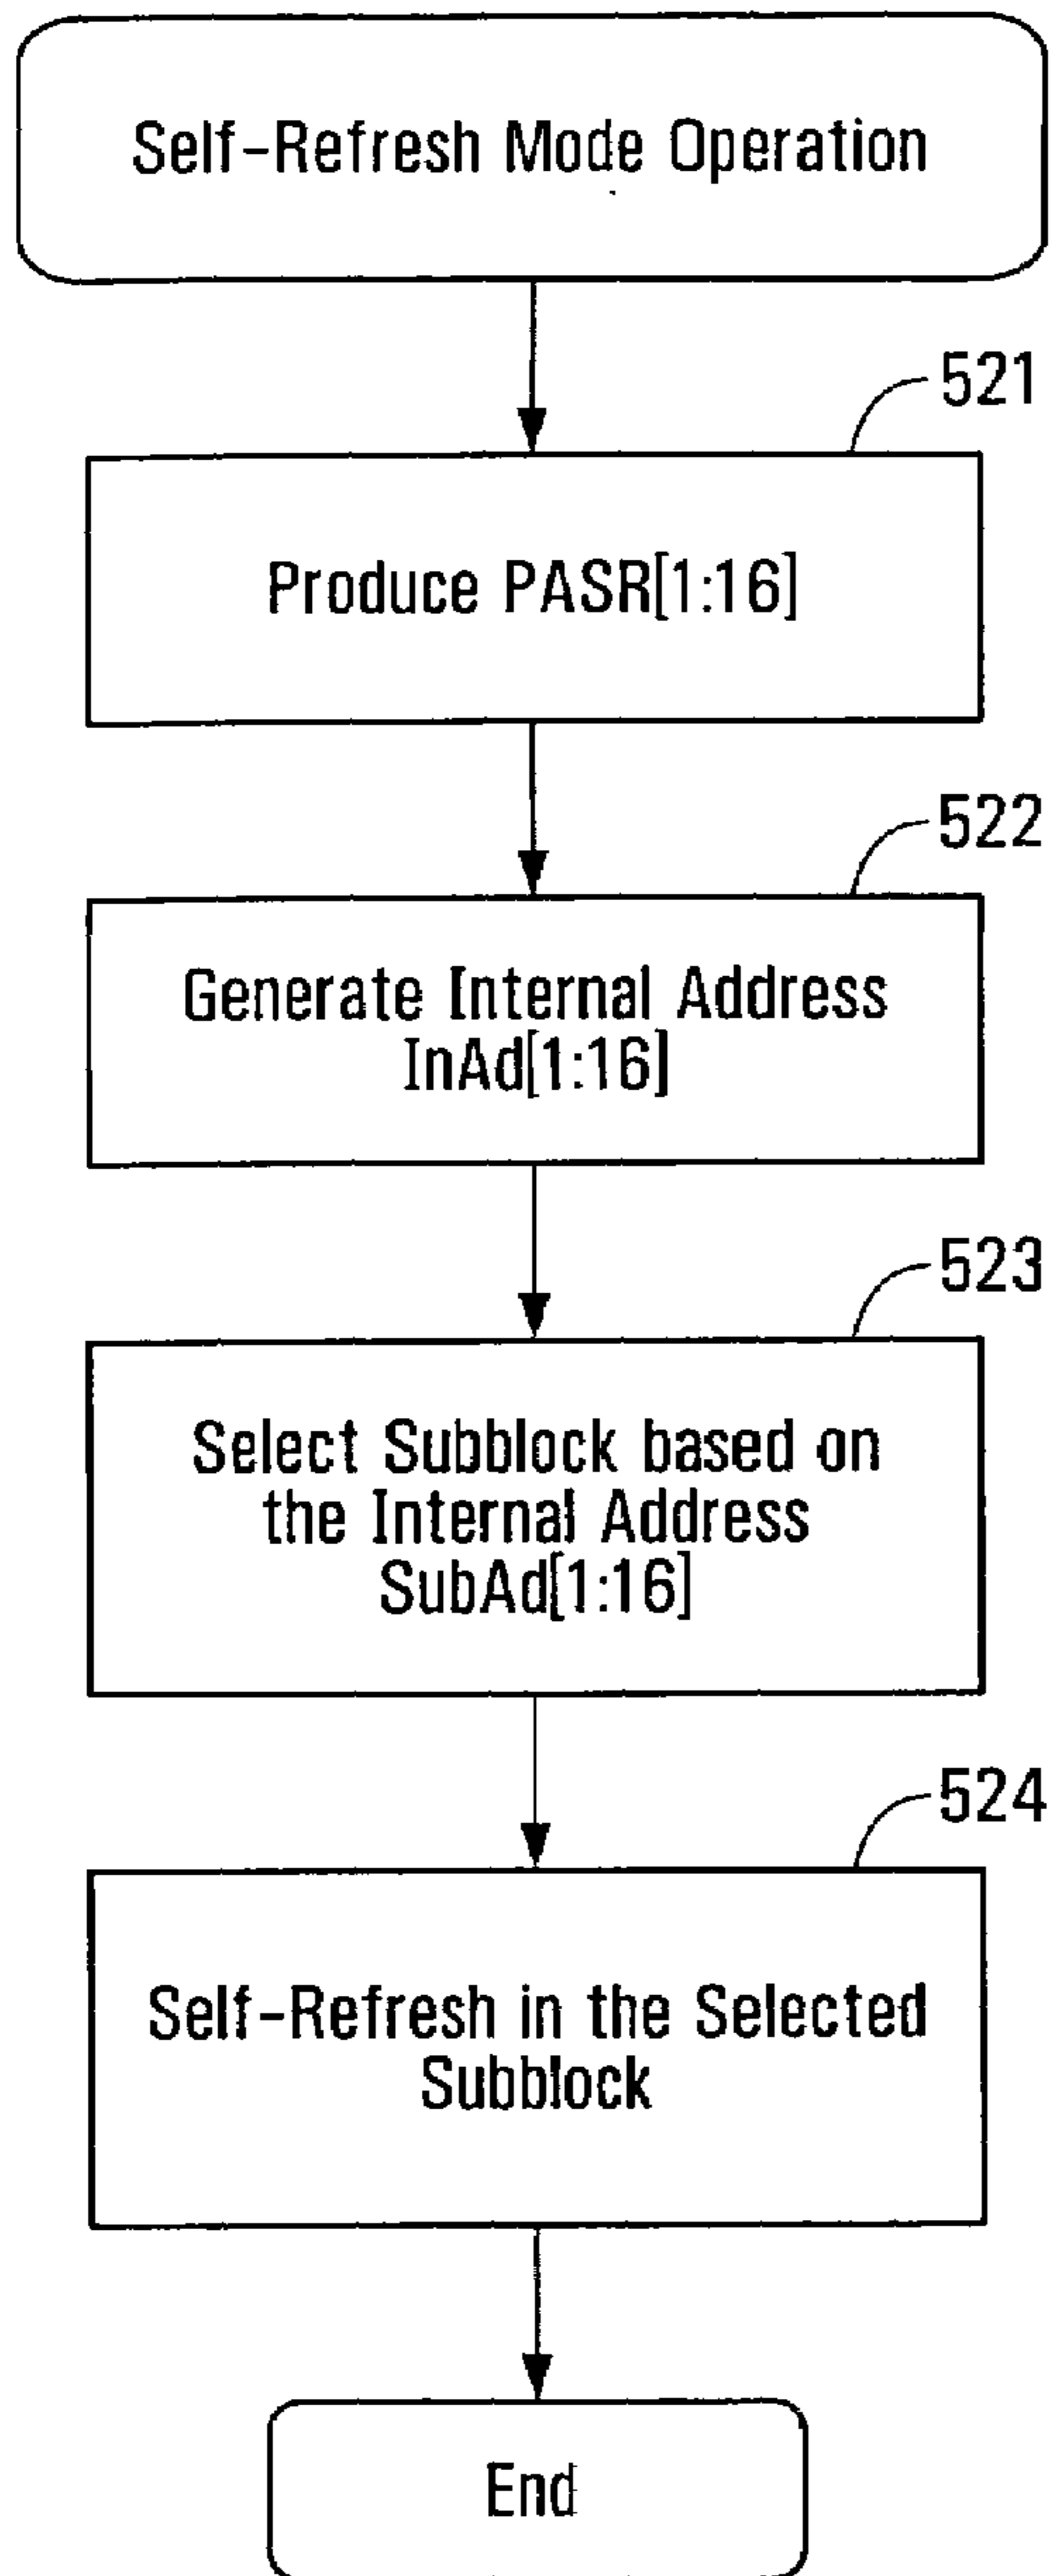 Self-Refresh Mode Operation
521
Produce PASR[1:16]
522
Generate Internal Address
InAd[1:16]
523
Select Subblock based on
the Internal Address
SubAd[1:16]
524
Self-Refresh in the Selected
Subblock
End